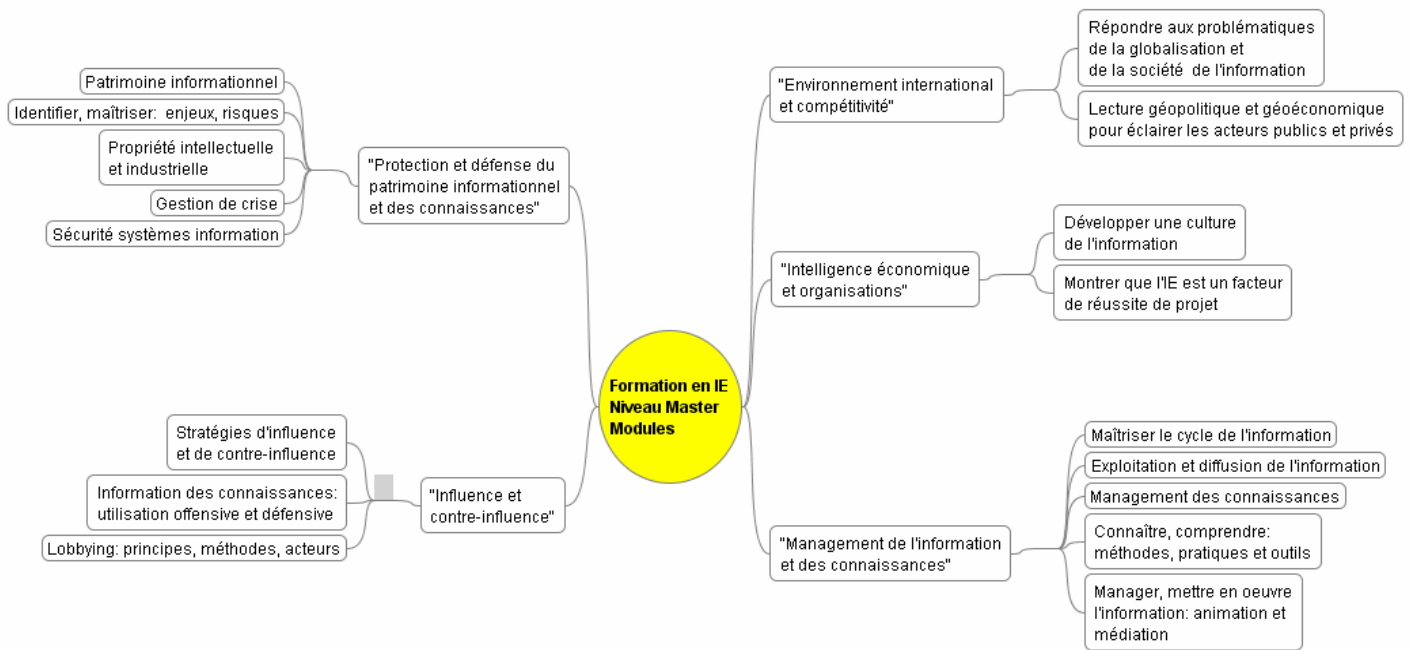 Formation en IE
Niveau Master
Modules
"Environnement international
et compétitivité"
Répondre aux problématiques
de la globalisation et
de la société de l'information
Lecture géopolitique et géoéconomique
pour éclairer les acteurs publics et privés
"Intelligence économique
et organisations"
Développer une culture
de l'information
Montrer que l'IE est un facteur
de réussite de projet
"Management de l'information
et des connaissances"
Maîtriser le cycle de l'information
Exploitation et diffusion de l'information
Management des connaissances
Connaître, comprendre:
méthodes, pratiques et outils
Manager, mettre en oeuvre
l'information: animation et
médiation
"Protection et défense du
patrimoine informationnel
et des connaissances"
Patrimoine informationnel
Identifier, maîtriser: enjeux, risques
Propriété intellectuelle
et industrielle
Gestion de crise
Sécurité systèmes information
"Influence et
contre-influence"
Stratégies d'influence
et de contre-influence
Information des connaissances:
utilisation offensive et défensive
Lobbying: principes, méthodes, acteurs